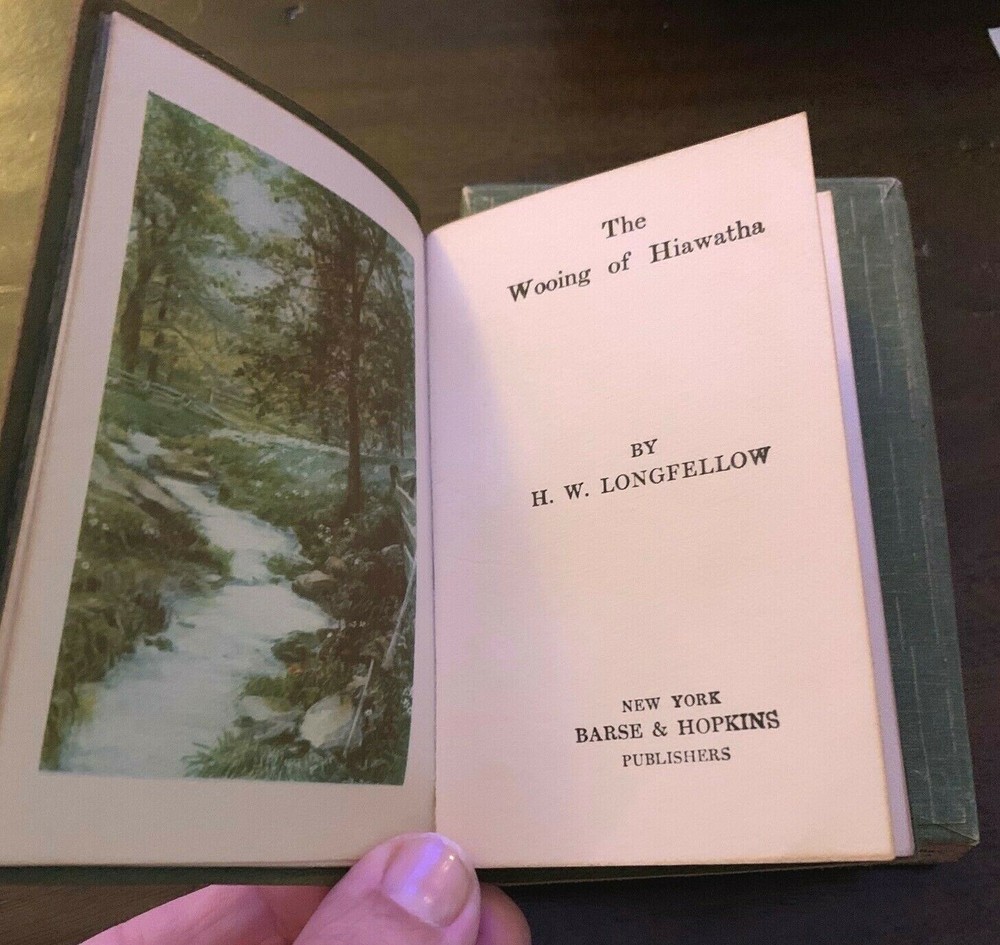 The
Wooing of Hiawatha
BY
H. W. LONGFELLOW
NEW YORK
BARSE & HOPKINS
PUBLISHERS